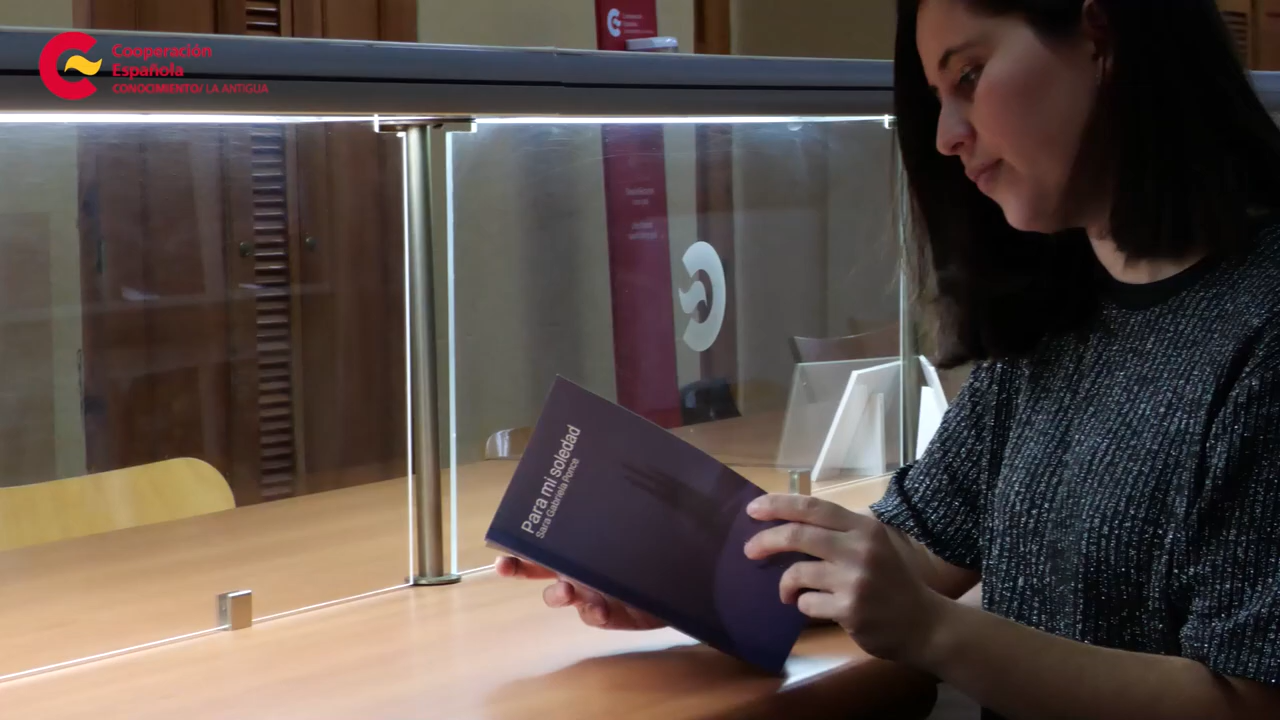 Cooperación
Española
CONOCIMIENTO/ LA ANTIGUA
Para mi soledad
Sara Gabriela Ponce